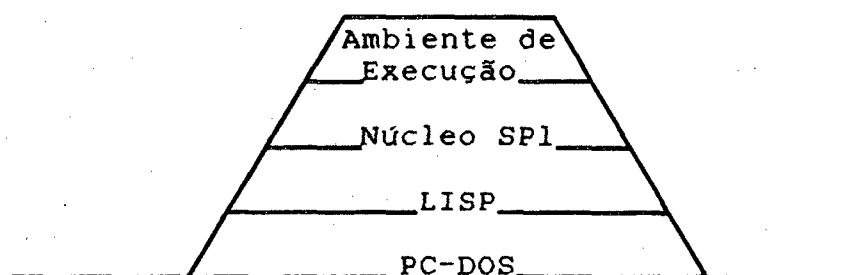 Ambiente de
Execução
Núcleo SPl
LISP
PC-DOS